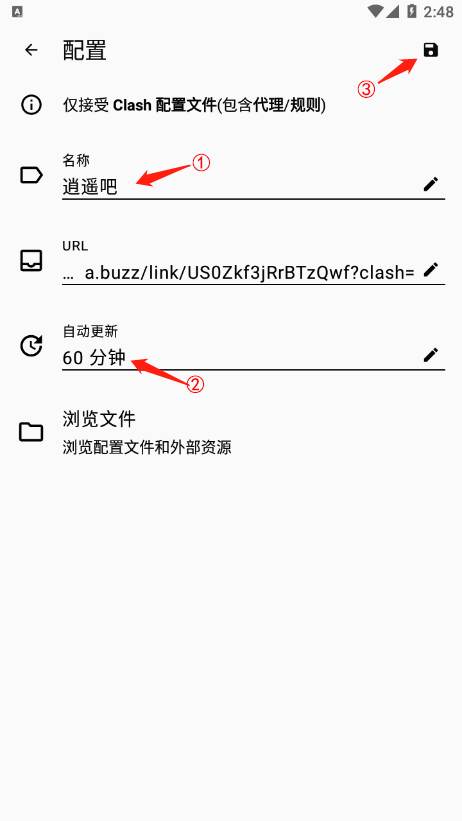 2:48
配置
③
仅接受 Clash 配置文件(包含代理/规则)
名称
①
逍遥吧
URL
... a.buzz/link/US0Zkf3jRrBTzQwf?clash=
自动更新
60 分钟
②
浏览文件
浏览配置文件和外部资源